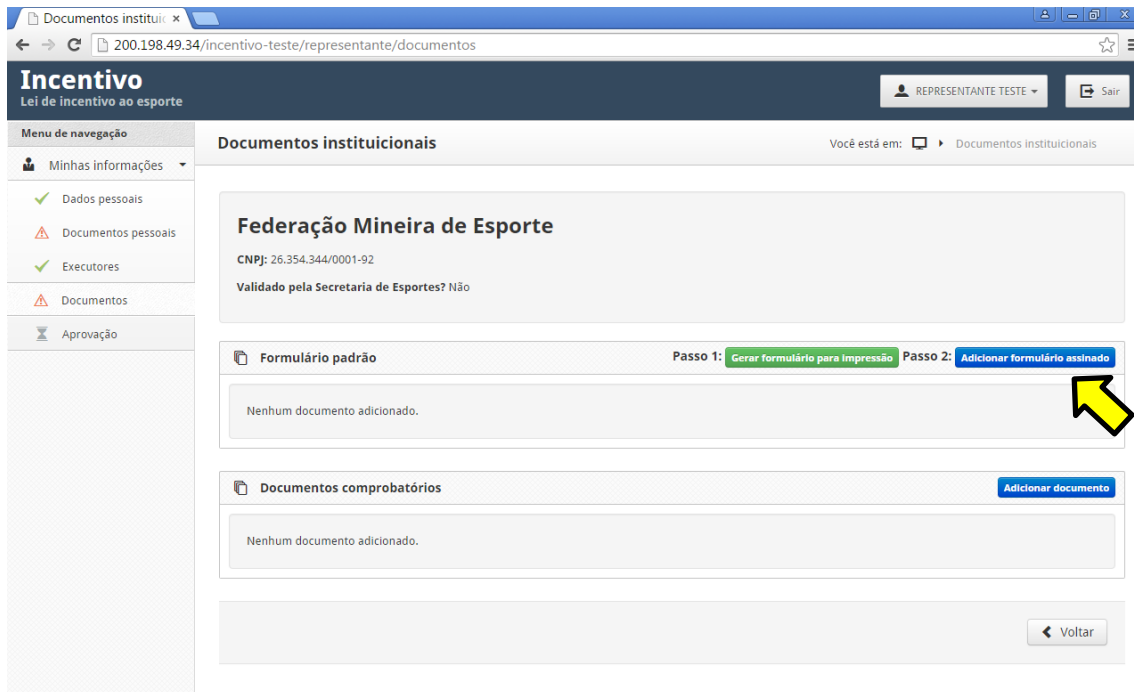 Documentos instituic
200.198.49.34/incentivo-teste/representante/documentos
Incentivo
Lei de incentivo ao esporte
REPRESENTANTE TESTE
Sair
Menu de navegação
Minhas informações
Dados pessoais
Documentos pessoais
Executores
Documentos
Aprovação
Documentos instituicionais
Você está em:
Documentos instituicionais
Federação Mineira de Esporte
CNPJ: 26.354.344/0001-92
Validado pela Secretaria de Esportes? Não
Formulário padrão
Passo 1: Gerar formulário para impressão Passo 2: Adicionar formulário assinado
Nenhum documento adicionado.
Documentos comprobatórios
Adicionar documento
Nenhum documento adicionado.
Voltar